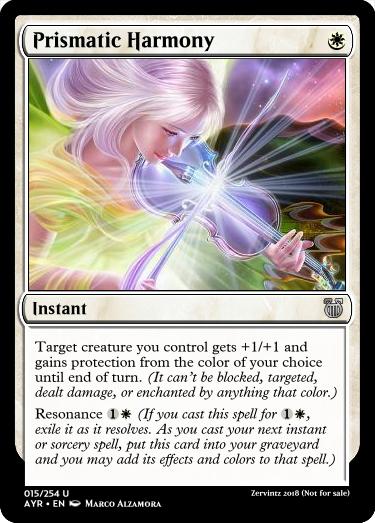 Prismatic Harmony
Instant
Target creature you control gets +1/+1 and
gains protection from the color of your choice
until end of turn. (It can't be blocked, targeted,
dealt damage, or enchanted by anything that color.)
Resonance 1 (If you cast this spell for 1,
exile it as it resolves. As you cast your next instant
or sorcery spell, put this card into your graveyard
and you may add its effects and colors to that spell.)
015/254 U
AYR • EN Marco Alzamora
Zervintz 2018 (Not for sale)